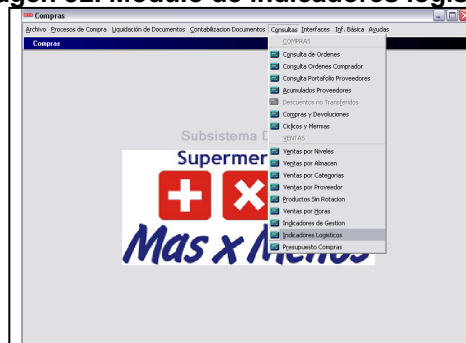 agen 32. Módulo de indicadores logís
Compras
Archivo Procesos de Compra Liquidación de Documentos Contabilizacion Documentos Consultas Interfaces Inf. Básica Ayudas
Compras
COMPRAS
Consulta de Ordenes
Consulta Ordenes Comprador
Consulta Portafolio Proveedores
Acumulados Proveedores
Descuentos no Transferidos
Compras y Devoluciones
Ciclicos y Mermas
VENTAS
Ventas por Niveles
Ventas por Almacen
Ventas por Categorias
Ventas por Proveedor
Productos Sin Rotacion
Ventas por Horas
Indicadores de Gestion
Indicadores Logisticos
Presupuesto Compras
Subsistema D
Supermer
Mas x Menos